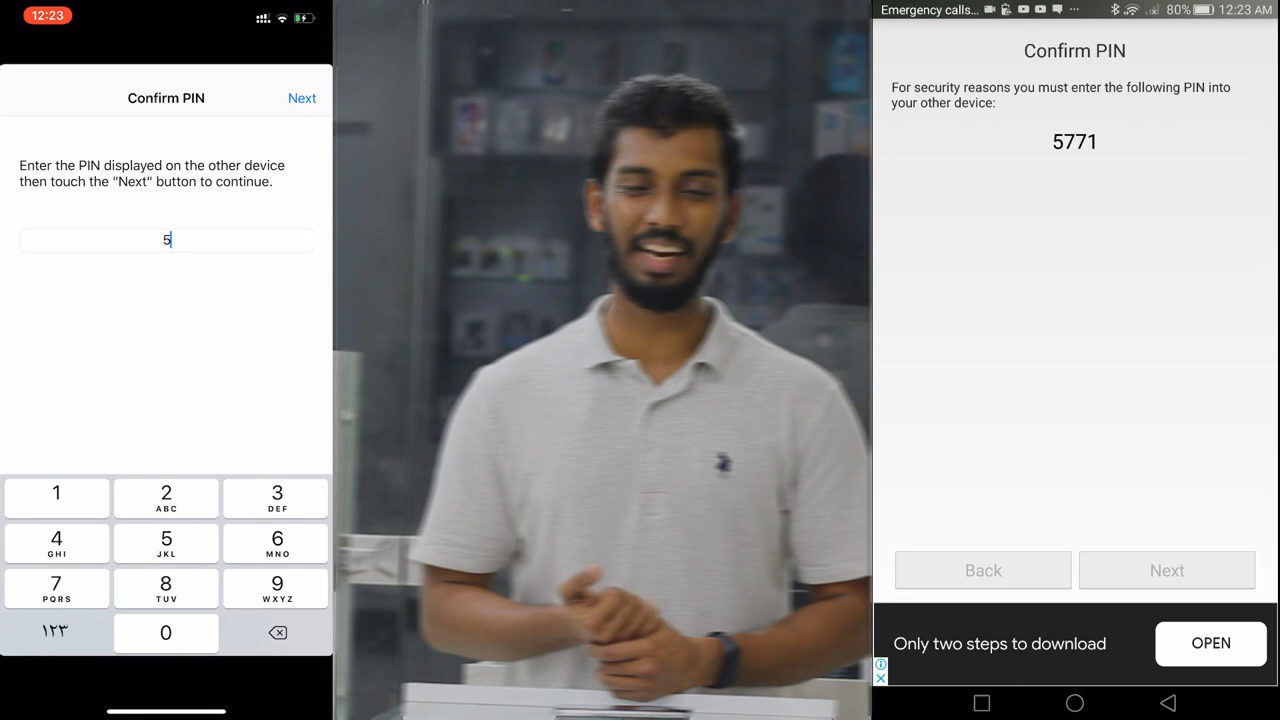 12:23
Confirm PIN
Next
Enter the PIN displayed on the other device
then touch the "Next" button to continue.
5
1
2
ABC
3
DEF
4
GHI
5
JKL
6
MNO
7
PQRS
8
TUV
9
WXYZ
١٢٣
0
Emergency calls...
80%
12:23 AM
Confirm PIN
For security reasons you must enter the following PIN into
your other device:
5771
Back
Next
Only two steps to download
OPEN